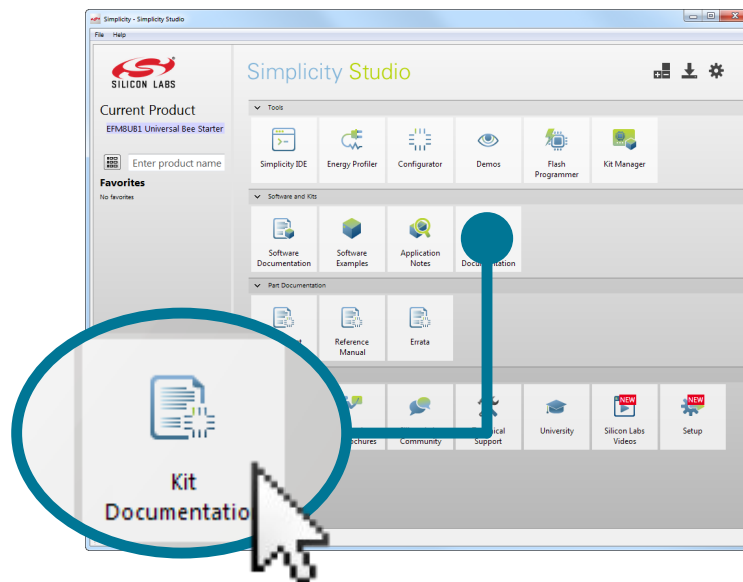 Simplicity - Simplicity Studio
File Help
SILICON LABS
Simplicity Studio
Current Product
EFM8UB1 Universal Bee Starter
Enter product name
Favorites
No favorites
Tools
Simplicity IDE
Energy Profiler
Configurator
Demos
Flash
Programmer
Kit Manager
Software and Kits
Software
Documentation
Software
Examples
Application
Notes
Part Documentation
Reference
Manual
Errata
Community
Support
University
NEW
Silicon Labs
Videos
NEW
Setup
Kit
Documentatio